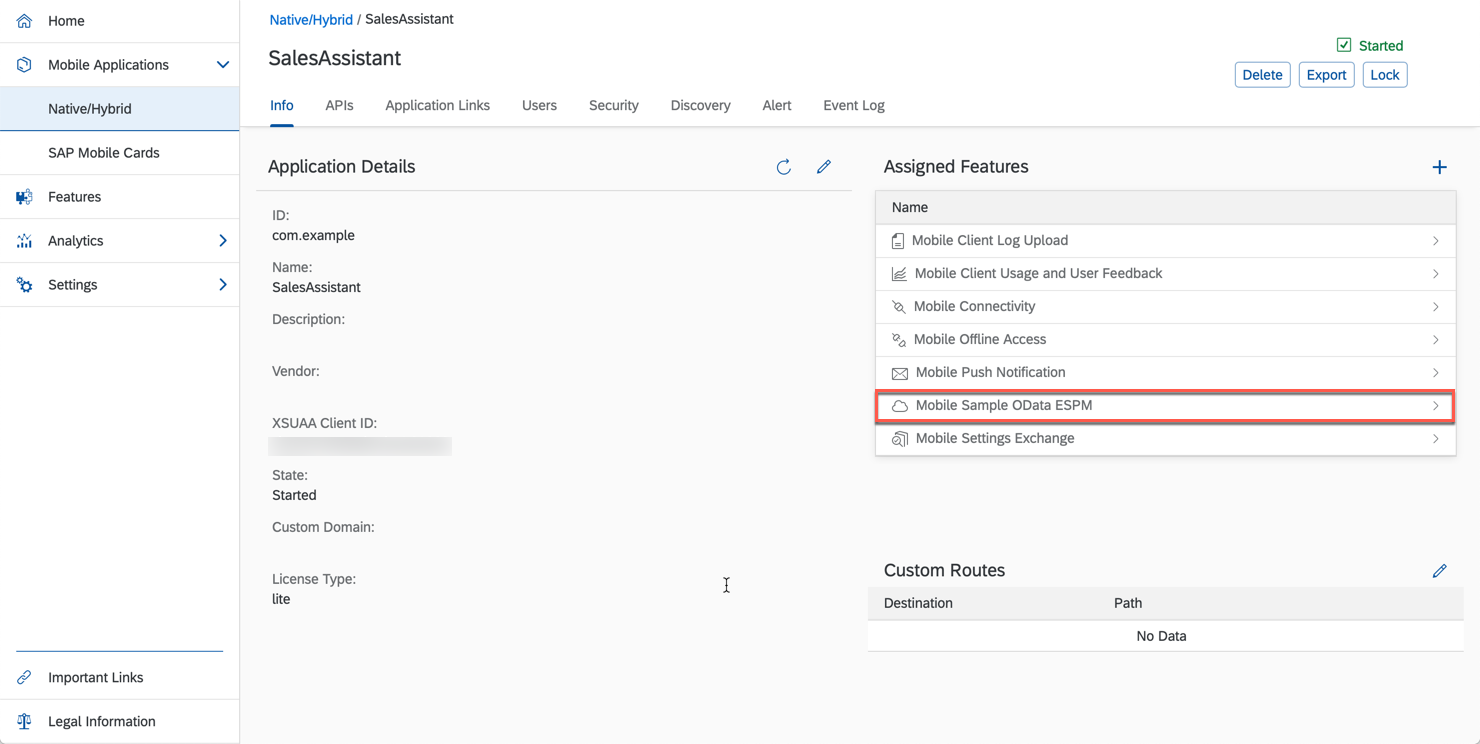 Home
Mobile Applications
Native/Hybrid
SAP Mobile Cards
Features
Analytics
Settings
Important Links
Legal Information
Native/Hybrid / SalesAssistant
SalesAssistant
Started
Delete Export Lock
Info APIs Application Links Users Security Discovery Alert Event Log
Application Details
ID:
com.example
Name:
SalesAssistant
Description:
Vendor:
XSUAA Client ID:
State:
Started
Custom Domain:
License Type:
lite
Assigned Features
Name
Mobile Client Log Upload
Mobile Client Usage and User Feedback
Mobile Connectivity
Mobile Offline Access
Mobile Push Notification
Mobile Sample OData ESPM
Mobile Settings Exchange
Custom Routes
Destination Path
No Data